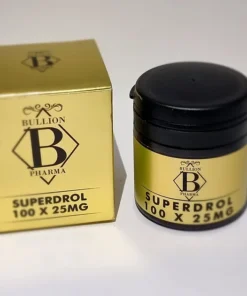 BULLION
B
PHARMA
SUPERDROL
100 X 25MG
BULLION
B
PHARMA
SUPERDROL
100 X 25MG